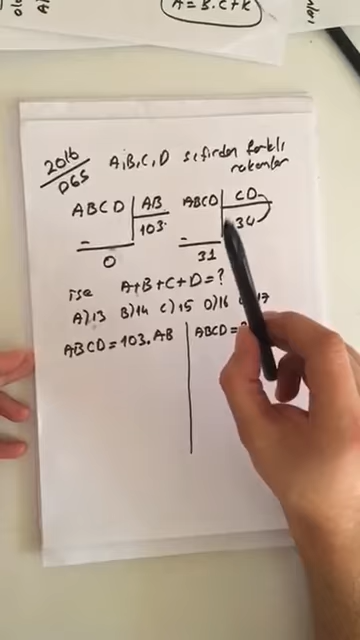 A = B.C+K
2016
DGS
A,B,C,D sıfırdan farklı
rakamlar
ABCD | AB
103
-
0
ABCD | CD
34
-
31
ise A+B+C+D=?
A)13 B)14 C)15 D)16 17
ABCD = 103.AB
ABCD =